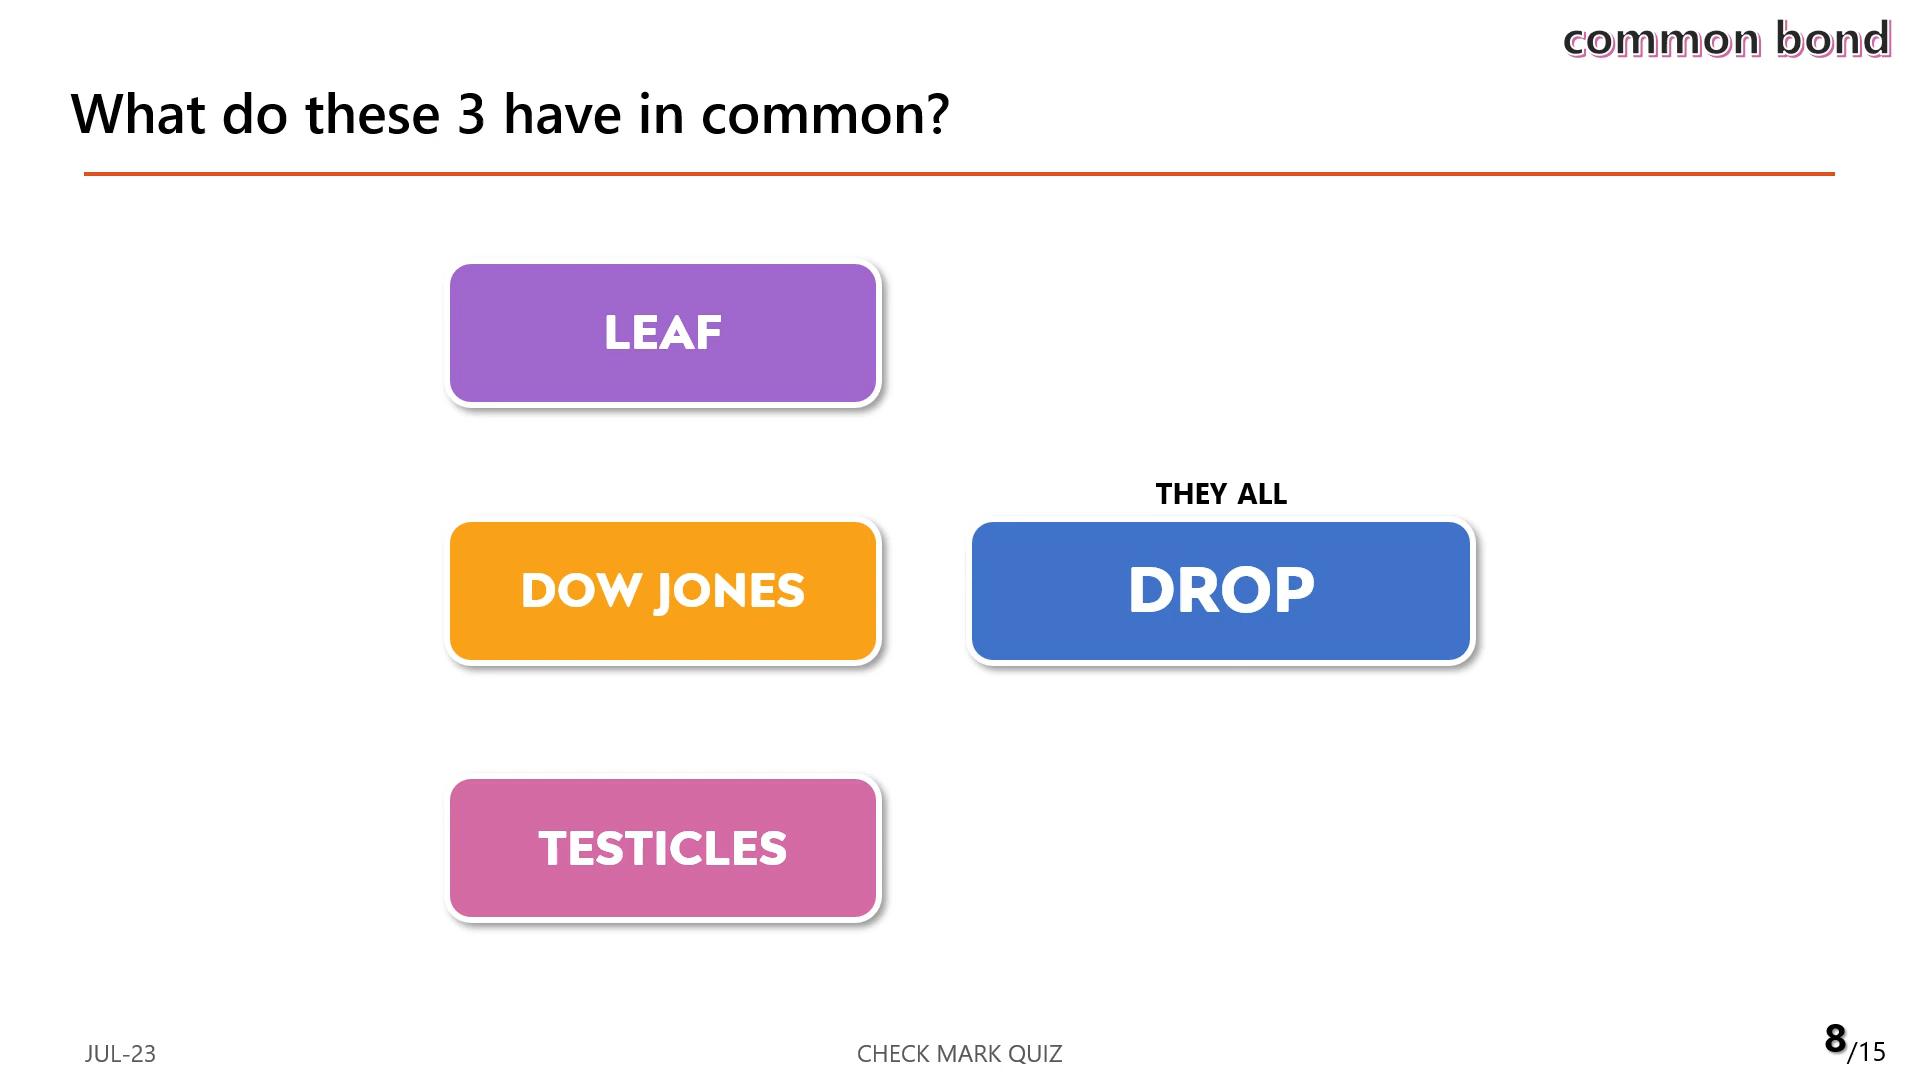 common bond
What do these 3 have in common?
LEAF
THEY ALL
DOW JONES
DROP
TESTICLES
JUL-23
CHECK MARK QUIZ
8/15